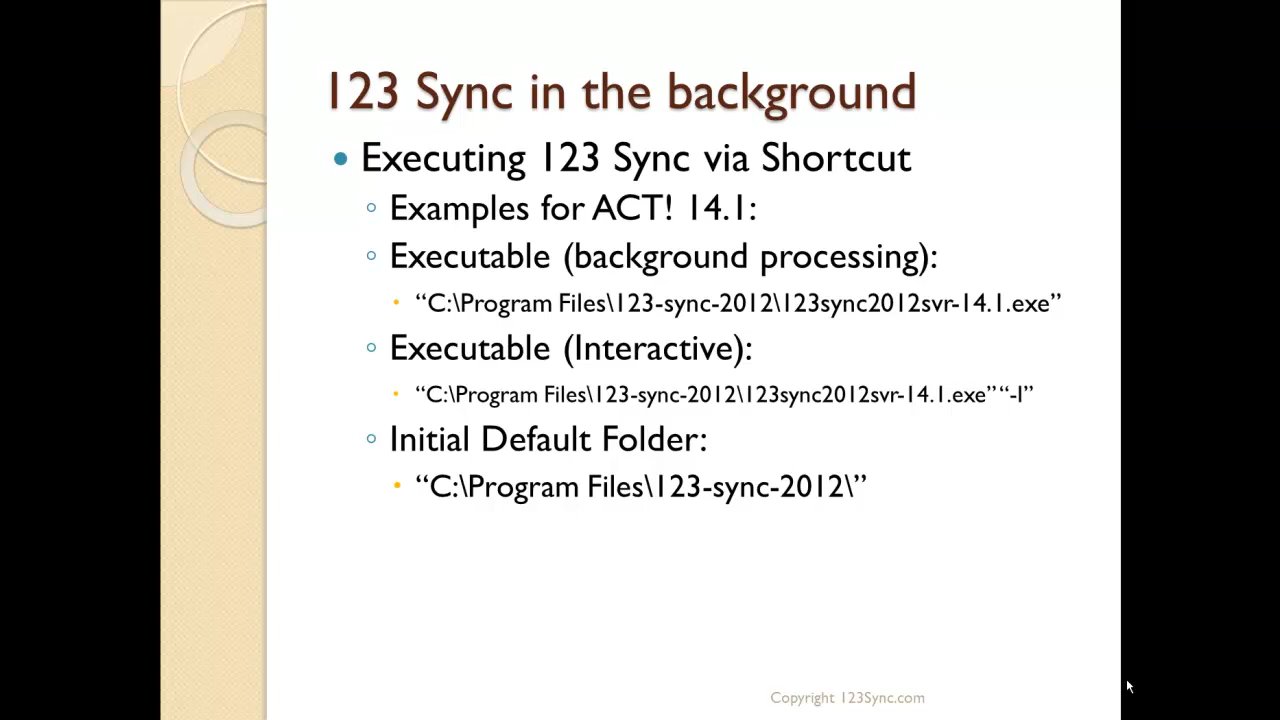 123 Sync in the background
Executing 123 Sync via Shortcut
Examples for ACT! 14.1:
Executable (background processing):
“C:\Program Files\123-sync-2012\123sync2012svr-14.1.exe”
Executable (Interactive):
“C:\Program Files\123-sync-2012\123sync2012svr-14.1.exe” “-I”
Initial Default Folder:
“C:\Program Files\123-sync-2012\”
Copyright 123Sync.com